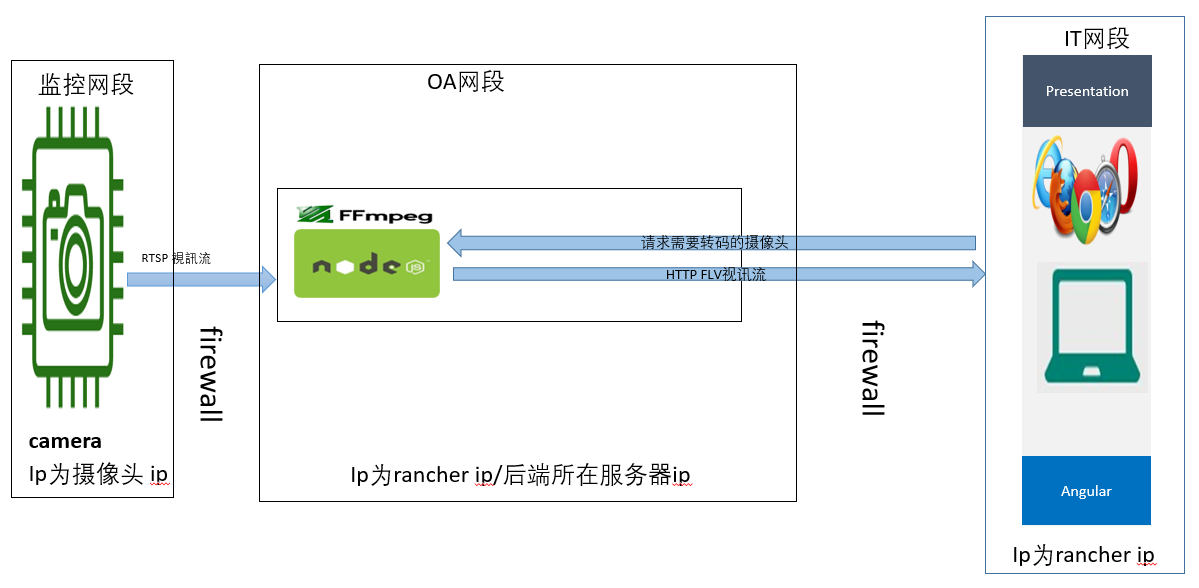 监控网段
RTSP 視訊流
camera
Ip为摄像头 ip
firewall
OA网段
FFmpeg
node
JS
请求需要转码的摄像头
HTTP FLV视讯流
Ip为rancher ip/后端所在服务器ip
firewall
IT网段
Presentation
Angular
Ip为rancher ip